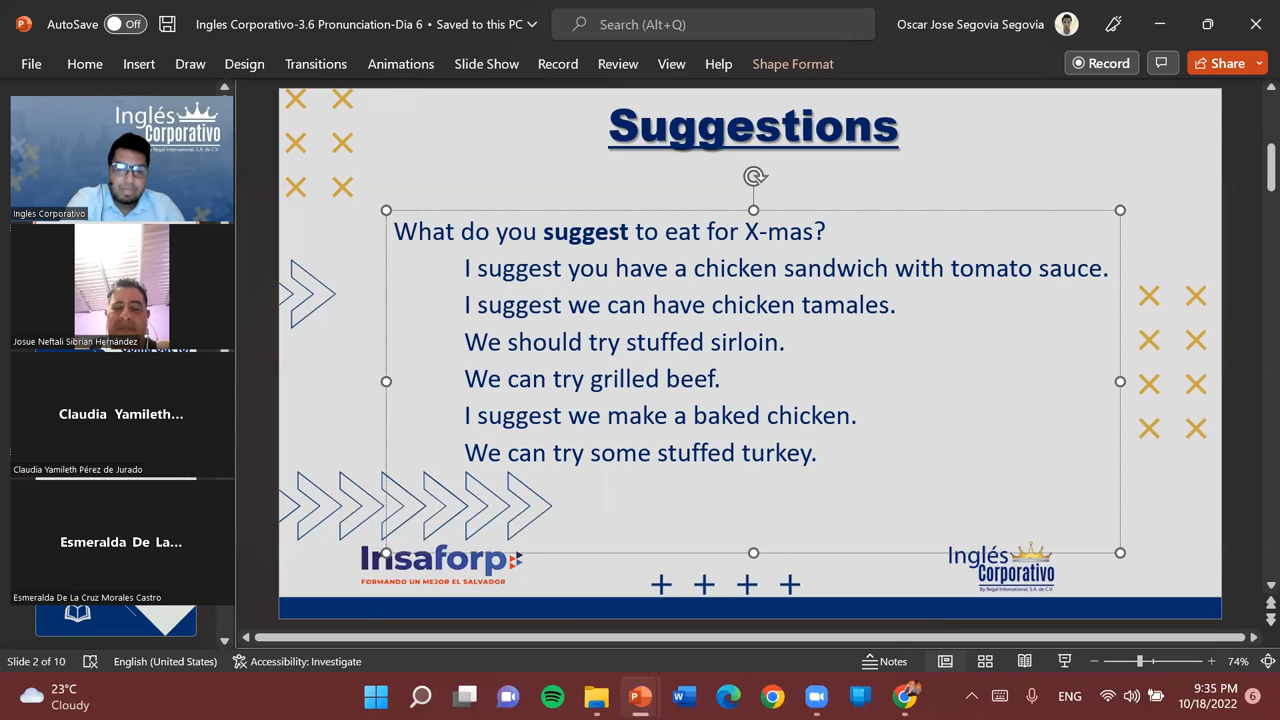 AutoSave Off
Ingles Corporativo-3.6 Pronunciation-Dia 6 • Saved to this PC
Search (Alt+Q)
Oscar Jose Segovia Segovia
File Home Insert Draw Design Transitions Animations Slide Show Record Review View Help Shape Format
Record
Share
Inglés
Corporativo
By Regal International, S.A. de C.V.
Ingles Corporativo
Josue Neftali Sibrian Hernández
Claudia Yamileth...
Claudia Yamileth Pérez de Jurado
Esmeralda De La...
Esmeralda De La Cruz Morales Castro
Suggestions
What do you suggest to eat for X-mas?
I suggest you have a chicken sandwich with tomato sauce.
I suggest we can have chicken tamales.
We should try stuffed sirloin.
We can try grilled beef.
I suggest we make a baked chicken.
We can try some stuffed turkey.
Insaforp
FORMANDO UN MEJOR EL SALVADOR
Inglés
Corporativo
By Regal International, S.A. de C.V.
Slide 2 of 10
English (United States)
Accessibility: Investigate
Notes
74%
23°C
Cloudy
ENG
9:35 PM
10/18/2022
6